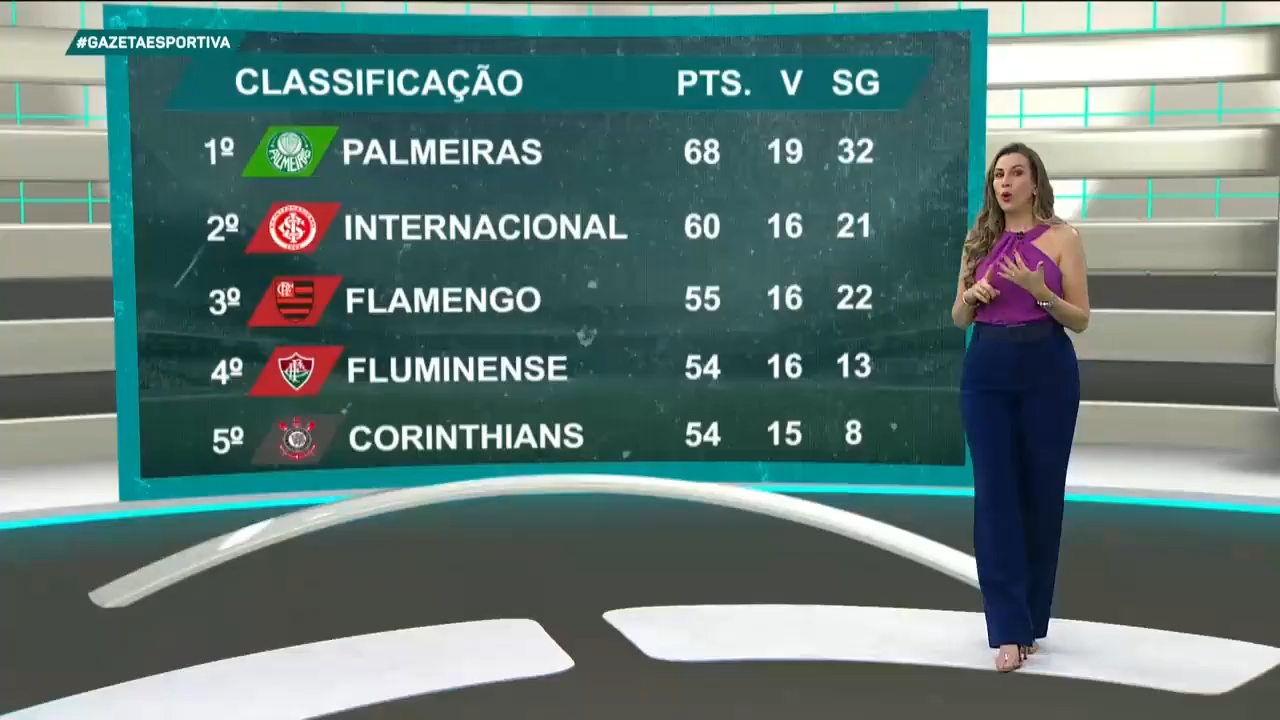 #GAZETAESPORTIVA
CLASSIFICAÇÃO PTS. V SG
1º PALMEIRAS PALMEIRAS 68 19 32
2º INTERNACIONAL 60 16 21
3º FLAMENGO 55 16 22
4º FLUMINENSE 54 16 13
5º CORINTHIANS 54 15 8